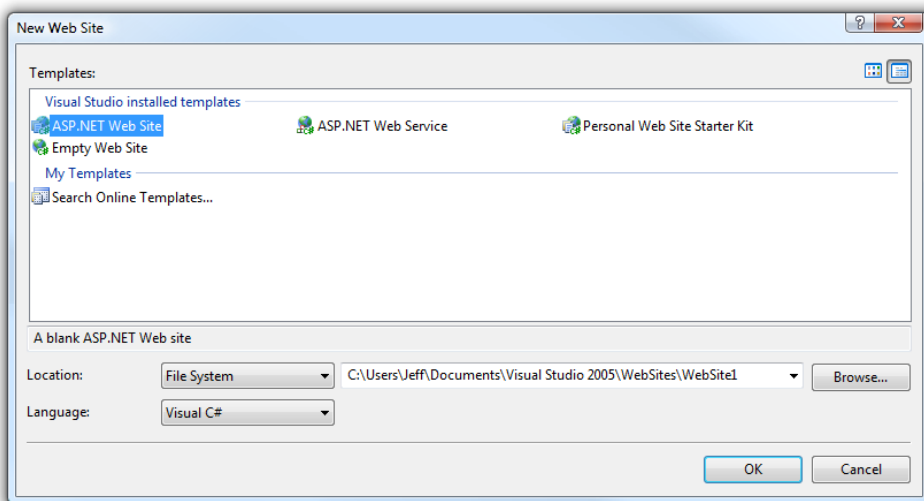 New Web Site
?
Templates:
Visual Studio installed templates
ASP.NET Web Site ASP.NET Web Service Personal Web Site Starter Kit
Empty Web Site
My Templates
Search Online Templates...
A blank ASP.NET Web site
Location: File System C:\Users\Jeff\Documents\Visual Studio 2005\WebSites\WebSite1 Browse...
Language: Visual C#
OK Cancel